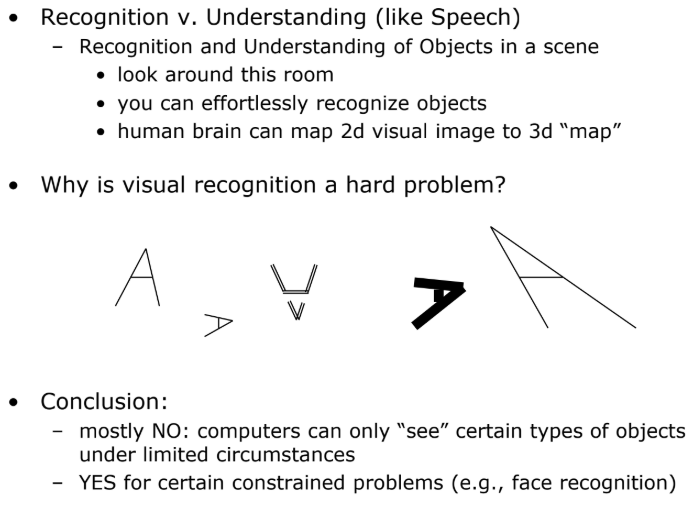 • Recognition v. Understanding (like Speech)
– Recognition and Understanding of Objects in a scene
• look around this room
• you can effortlessly recognize objects
• human brain can map 2d visual image to 3d “map”
• Why is visual recognition a hard problem?
A A A A A
• Conclusion:
– mostly NO: computers can only “see” certain types of objects
under limited circumstances
– YES for certain constrained problems (e.g., face recognition)